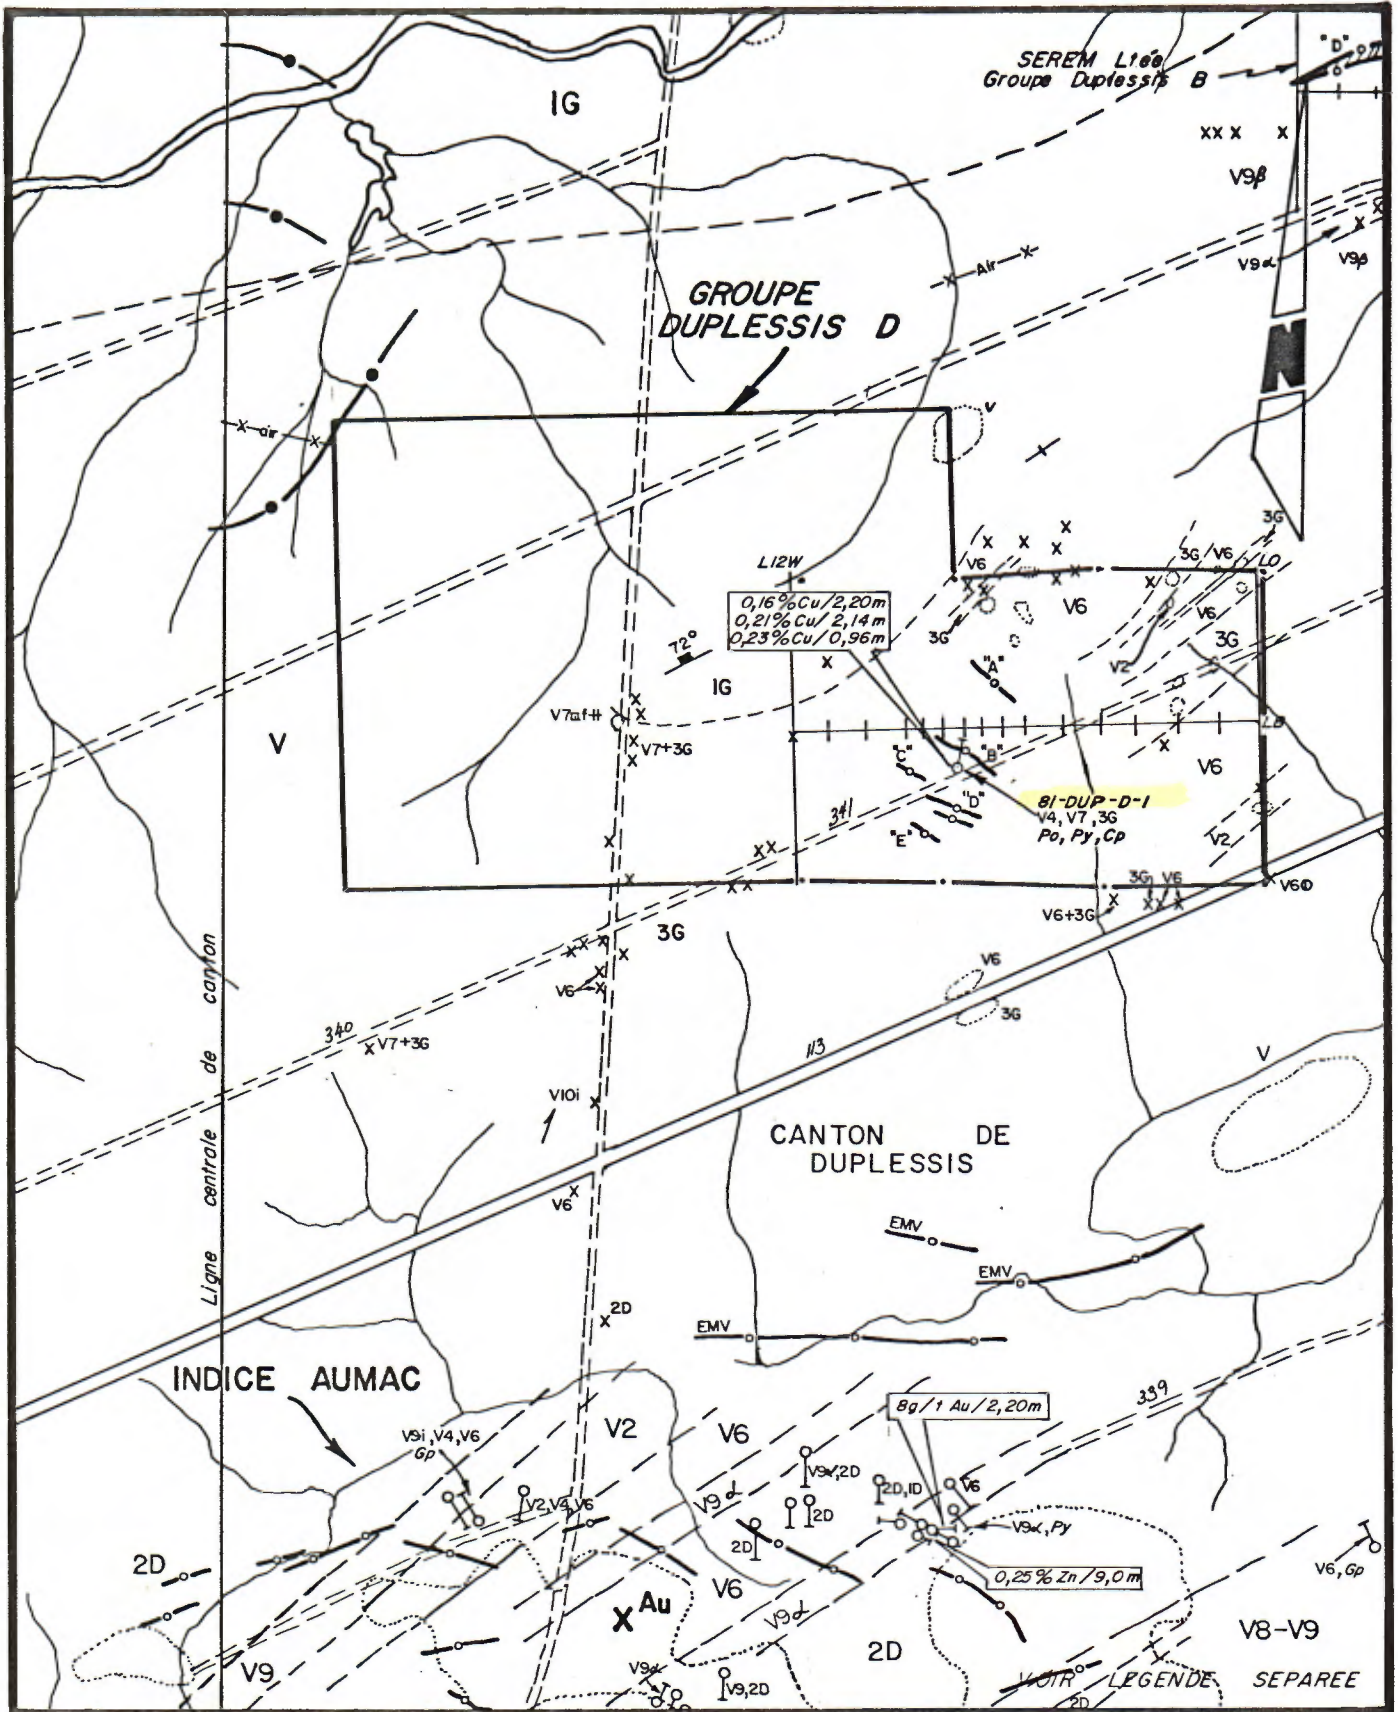 SEREM Ltée
Groupe Duplessis B
"D"
1G
V9β
V9α
V9β
Air
GROUPE
DUPLESSIS D
N
air
V
3G
V6
3G
V6
L0
L12W
0,16%Cu/2,20m
0,21%Cu/2,14m
0,23%Cu/0,96m
V6
V6
3G
3G
72°
"A"
V2
1G
V7+3G
V
"C"
"B"
V6
"D"
81-DUP-D-1
V4,V7,3G
Po,Py,Cp
341
"E"
V2
3G
V6
V6
V6+3G
3G
V6
V6
3G
340
V7+3G
113
V
V10i
CANTON DE
DUPLESSIS
V6
Ligne centrale de canton
EMV
EMV
2D
EMV
INDICE AUMAC
339
8g/t Au/2,20m
V2
V6
V9i,V4,V6
Gp
V9α,2D
2D,1D
V6
V9α
V2,V4,V6
2D
V9α,Py
2D
2D
0,25%Zn/9,0m
V6,Gp
V6
X Au
V9α
V8-V9
2D
V9
V9α
V9,2D
VOIR LEGENDE SEPAREE
2D